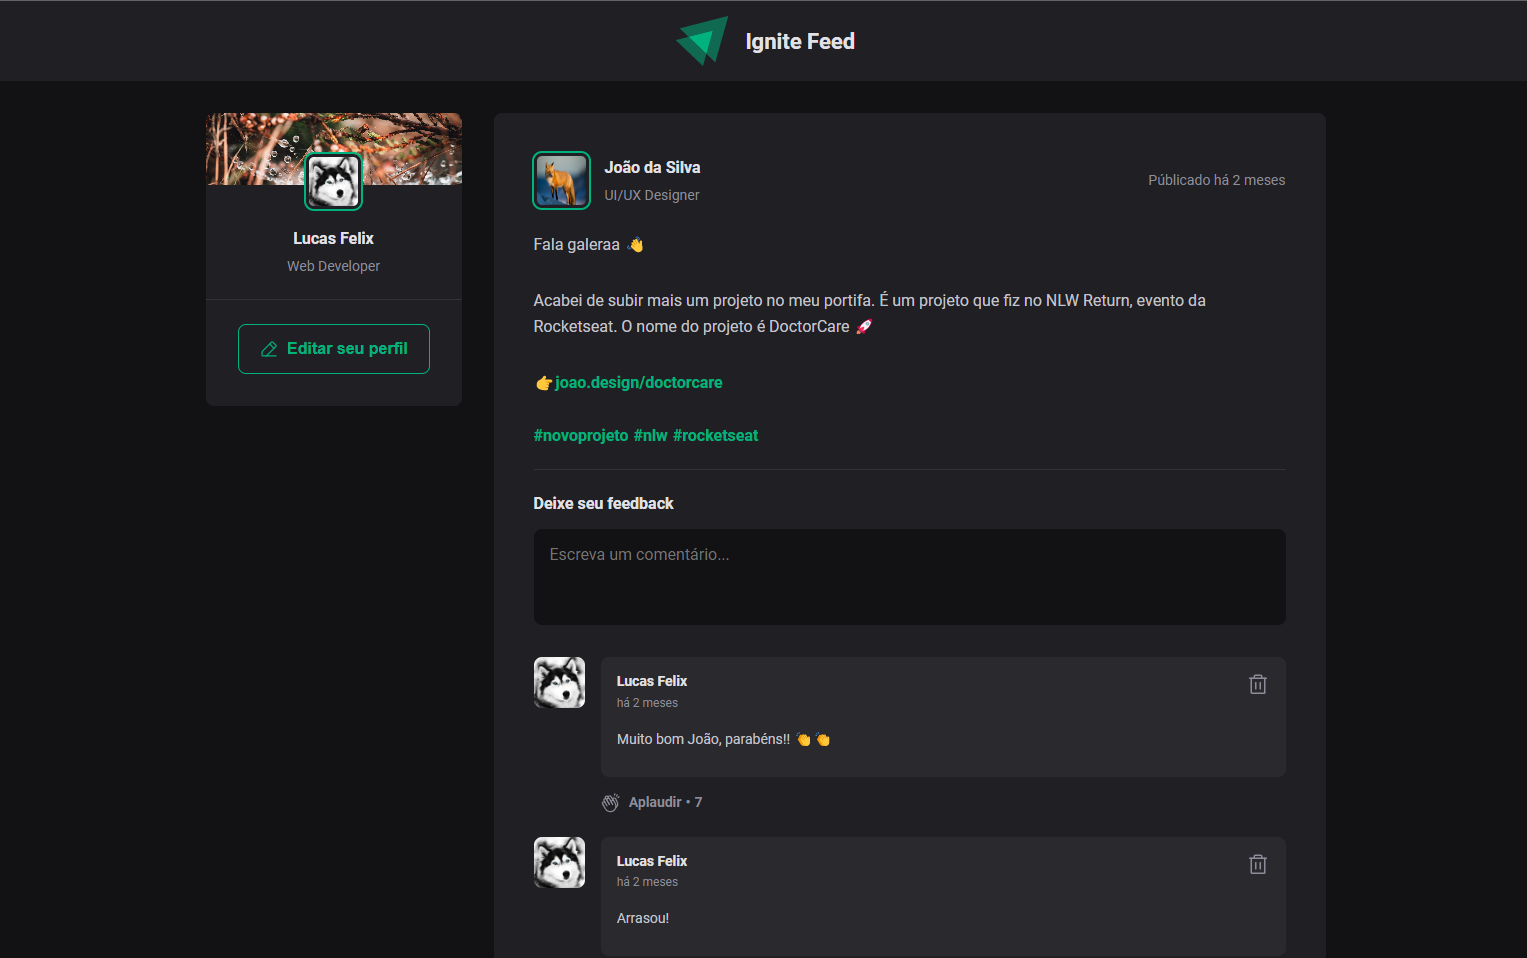 Ignite Feed
Lucas Felix
Web Developer
Editar seu perfil
João da Silva
UI/UX Designer
Públicado há 2 meses
Fala galeraa 👋
Acabei de subir mais um projeto no meu portifa. É um projeto que fiz no NLW Return, evento da
Rocketseat. O nome do projeto é DoctorCare 🚀
👉joao.design/doctorcare
#novoprojeto #nlw #rocketseat
Deixe seu feedback
Escreva um comentário...
Lucas Felix
há 2 meses
Muito bom João, parabéns!! 👏 👏
Aplaudir • 7
Lucas Felix
há 2 meses
Arrasou!